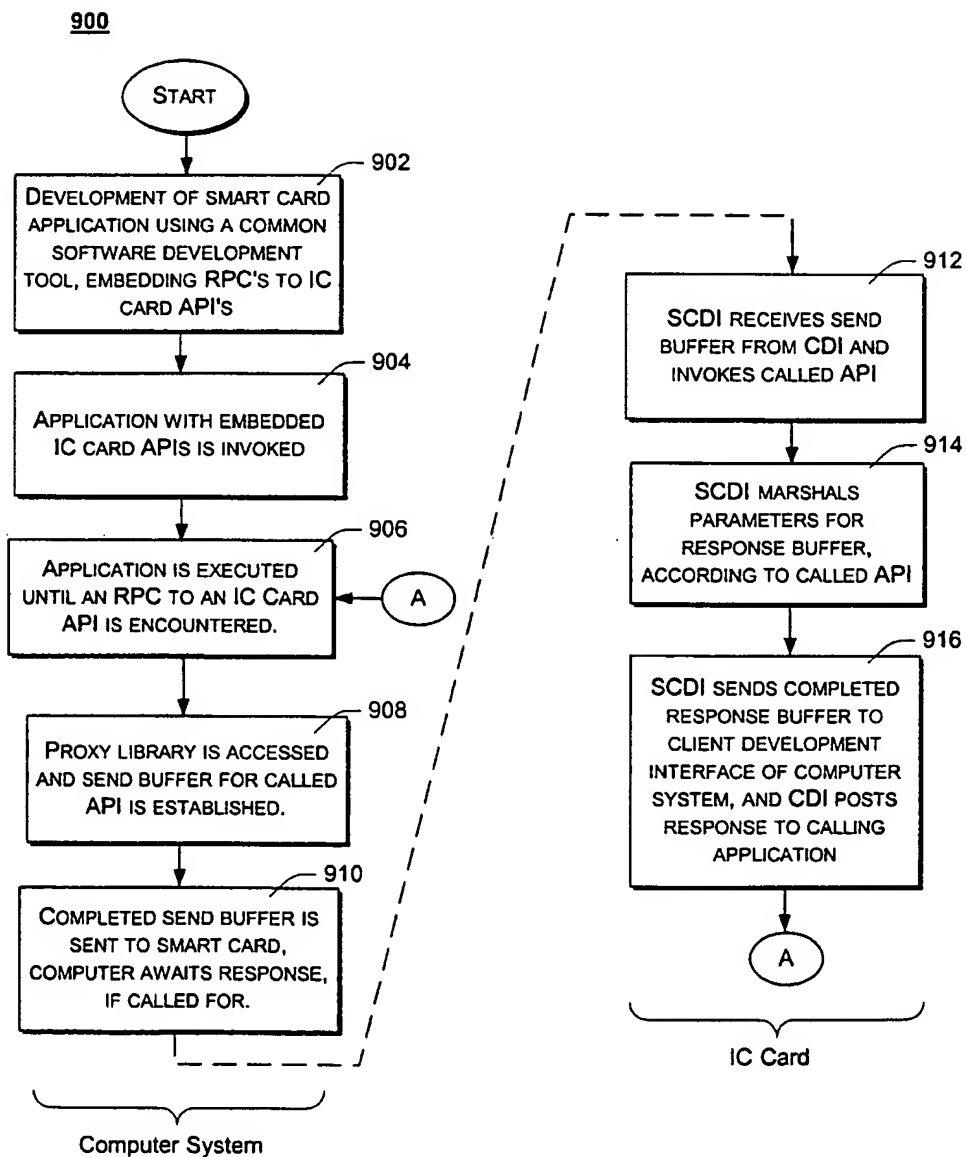 900
START
902
DEVELOPMENT OF SMART CARD
APPLICATION USING A COMMON
SOFTWARE DEVELOPMENT
TOOL, EMBEDDING RPC'S TO IC
CARD API'S
904
APPLICATION WITH EMBEDDED
IC CARD APIS IS INVOKED
906
APPLICATION IS EXECUTED
UNTIL AN RPC TO AN IC CARD
API IS ENCOUNTERED.
A
908
PROXY LIBRARY IS ACCESSED
AND SEND BUFFER FOR CALLED
API IS ESTABLISHED.
910
COMPLETED SEND BUFFER IS
SENT TO SMART CARD,
COMPUTER AWAITS RESPONSE,
IF CALLED FOR.
Computer System
912
SCDI RECEIVES SEND
BUFFER FROM CDI AND
INVOKES CALLED API
914
SCDI MARSHALS
PARAMETERS FOR
RESPONSE BUFFER,
ACCORDING TO CALLED API
916
SCDI SENDS COMPLETED
RESPONSE BUFFER TO
CLIENT DEVELOPMENT
INTERFACE OF COMPUTER
SYSTEM, AND CDI POSTS
RESPONSE TO CALLING
APPLICATION
A
IC Card